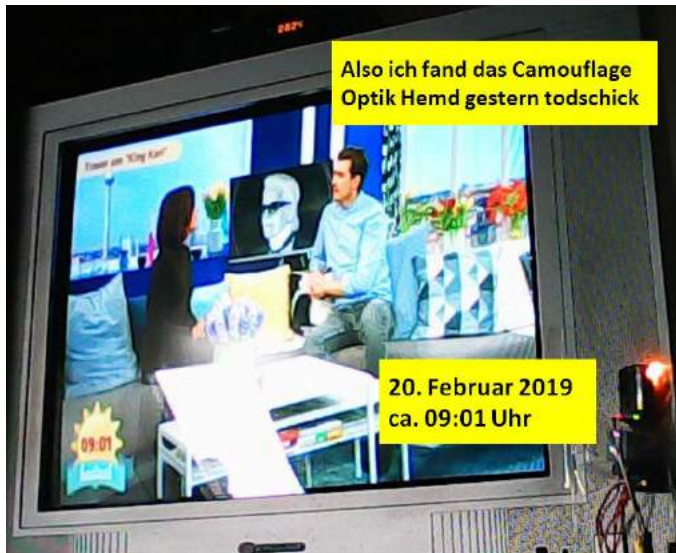 0824
Also ich fand das Camouflage
Optik Hemd gestern todschick
Trauer um "King Karl"
20. Februar 2019
ca. 09:01 Uhr
09:01